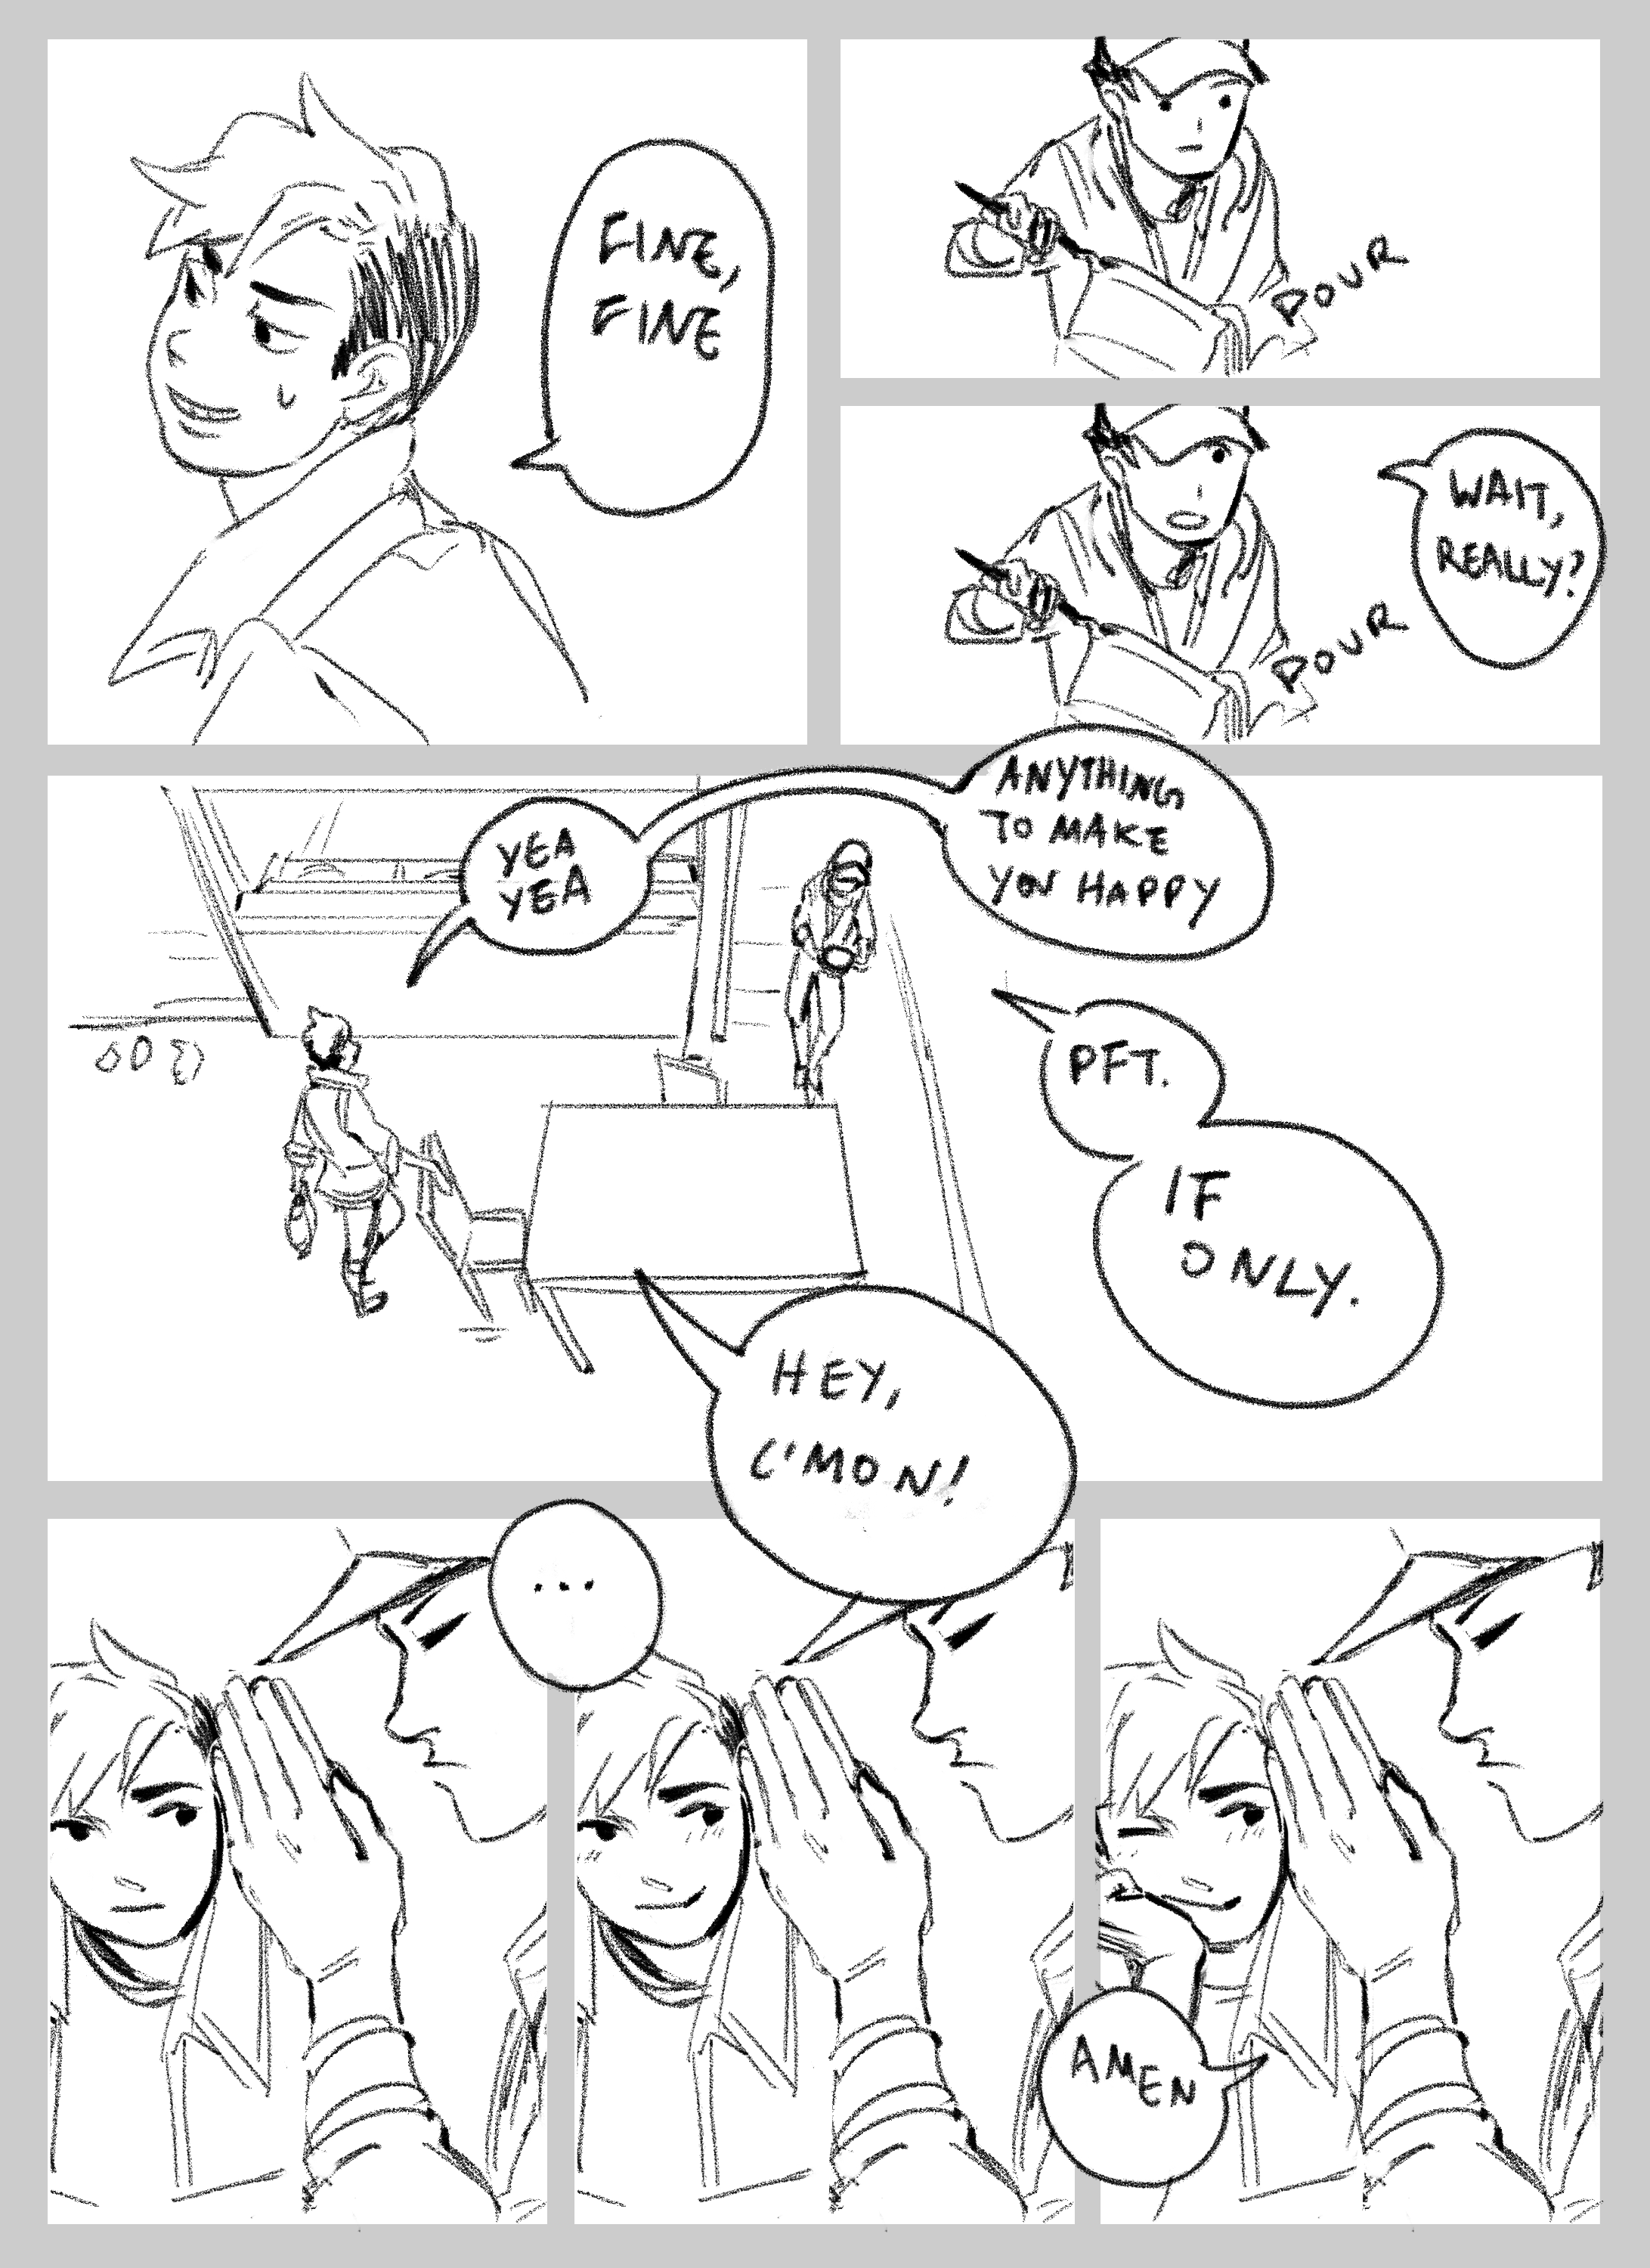 FINE,
FINE
POUR
WAIT,
REALLY?
POUR
YEA
YEA
ANYTHING
TO MAKE
YOU HAPPY
PFT.
IF
ONLY.
HEY,
C'MON!
...
AMEN